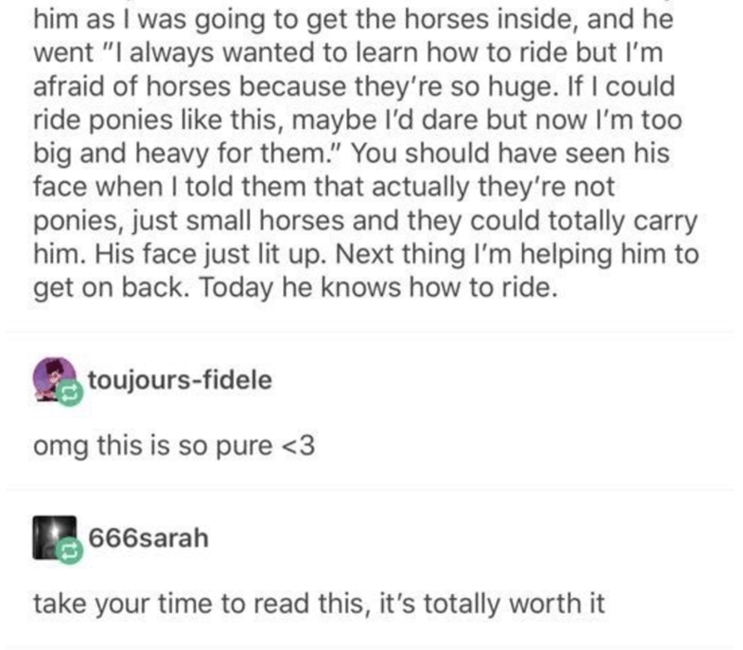 him as I was going to get the horses inside, and he
went "I always wanted to learn how to ride but I'm
afraid of horses because they're so huge. If I could
ride ponies like this, maybe I'd dare but now I'm too
big and heavy for them." You should have seen his
face when I told them that actually they're not
ponies, just small horses and they could totally carry
him. His face just lit up. Next thing I'm helping him to
get on back. Today he knows how to ride.
toujours-fidele
omg this is so pure <3
666sarah
take your time to read this, it's totally worth it